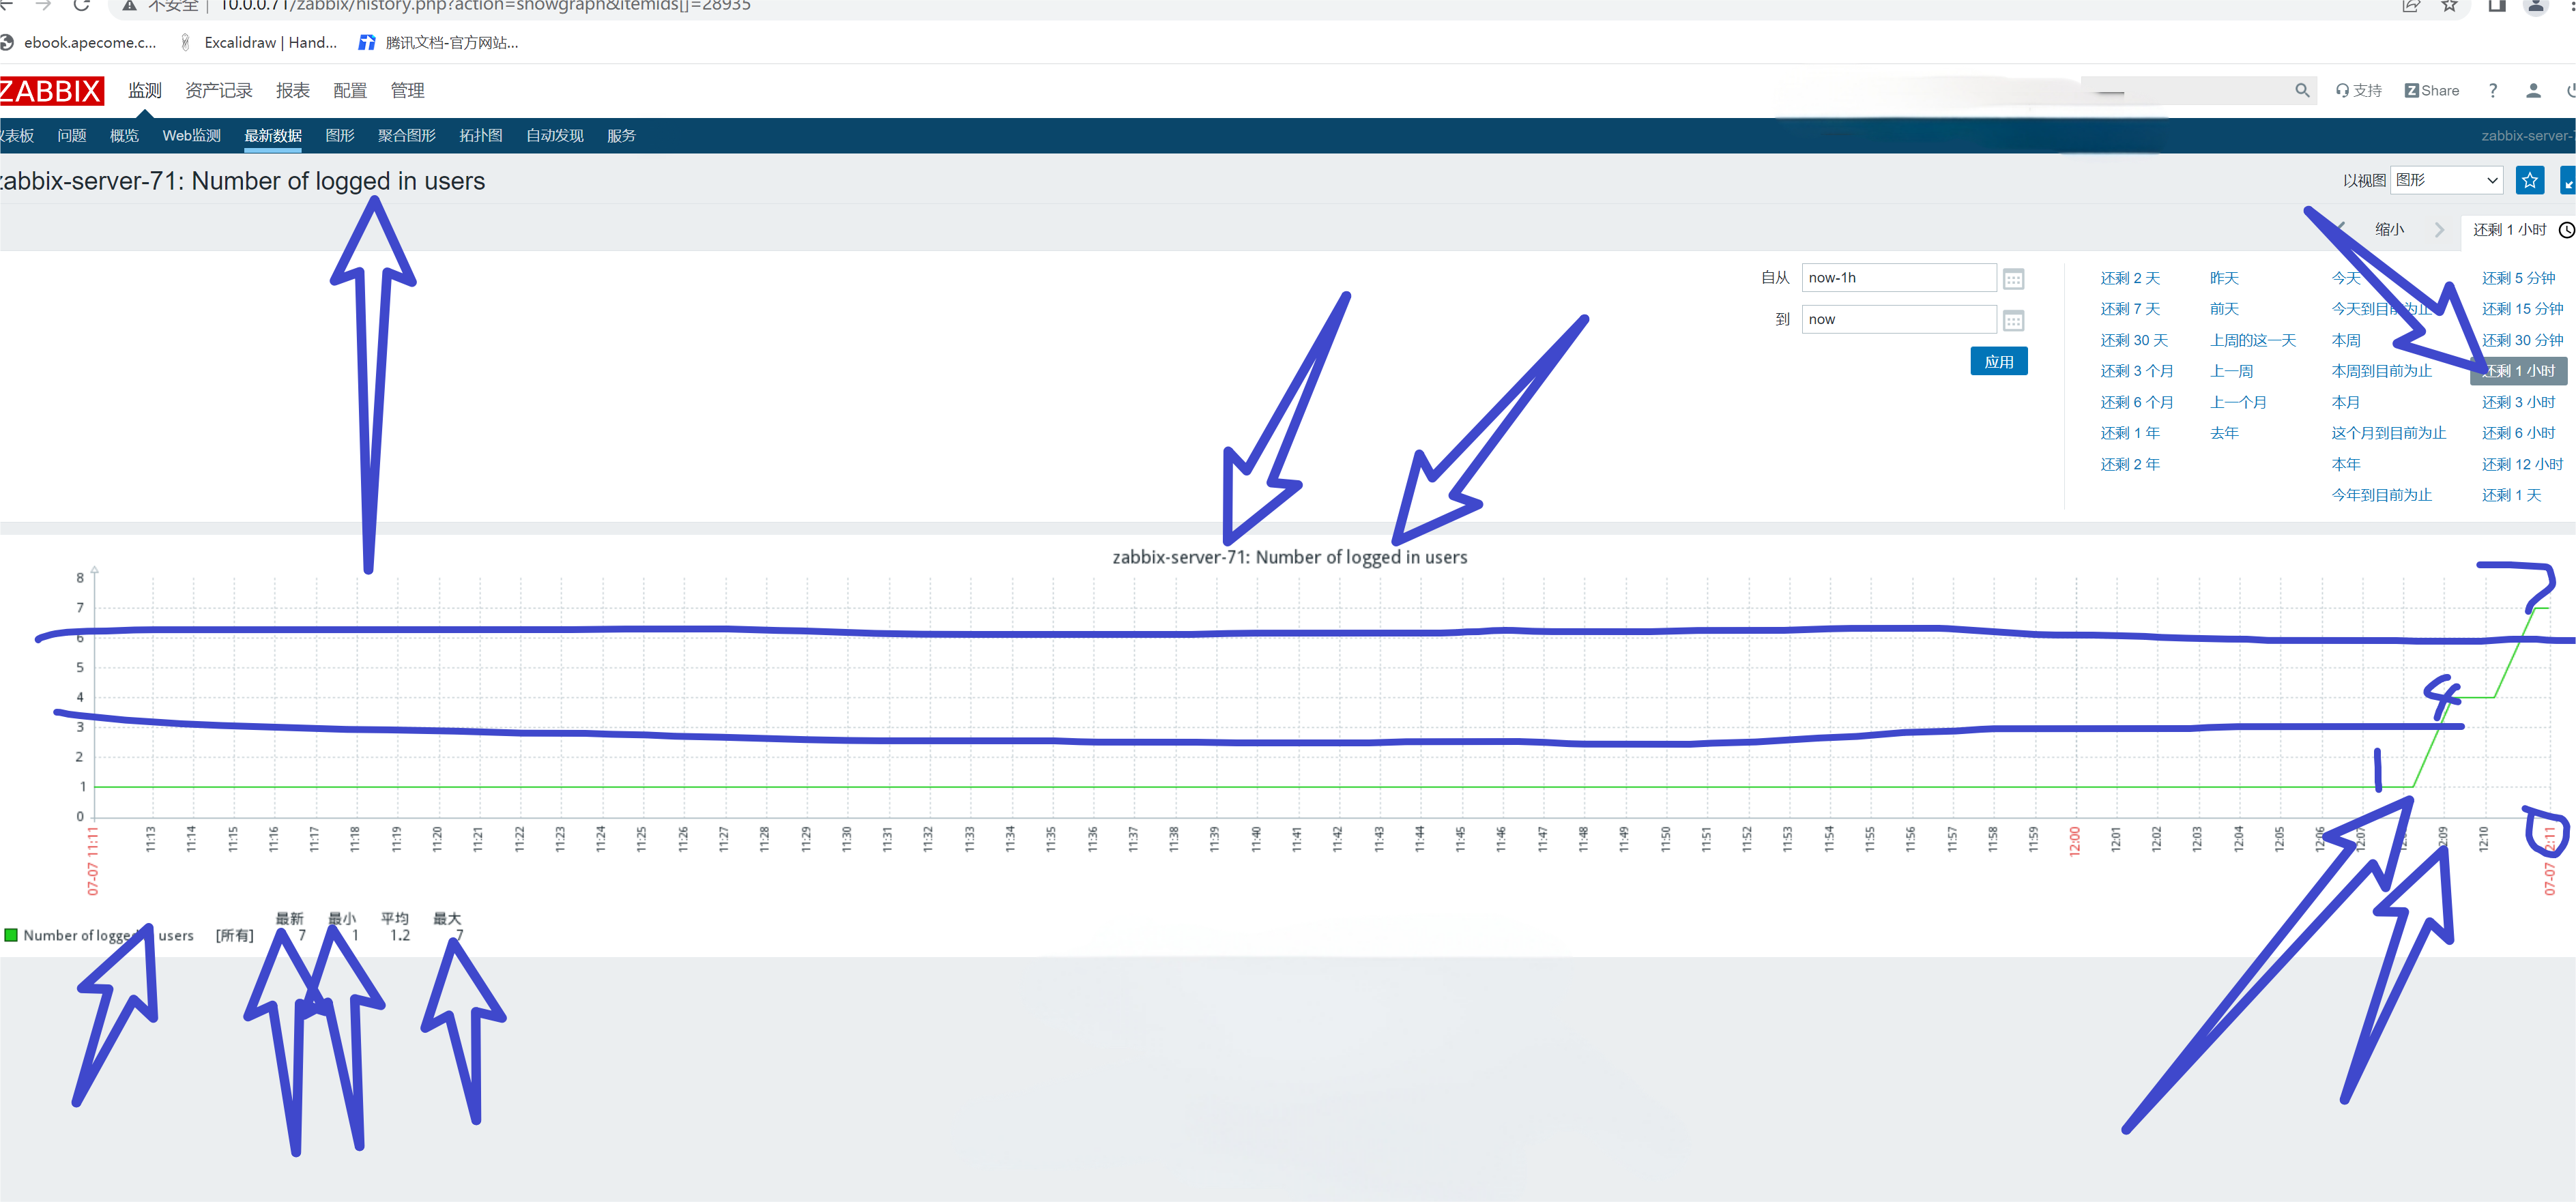 不安全 | 10.0.0.71/zabbix/history.php?action=showgraph&itemids[]=28935
ebook.apecome.c... Excalidraw | Hand... 腾讯文档-官方网站...
ZABBIX 监测 资产记录 报表 配置 管理 支持 Z Share ?
仪表板 问题 概览 Web监测 最新数据 图形 聚合图形 拓扑图 自动发现 服务 zabbix-server-7
zabbix-server-71: Number of logged in users 以视图 图形
缩小 还剩 1 小时
自从 now-1h
到 now
应用
还剩 2 天 昨天 今天 还剩 5 分钟
还剩 7 天 前天 今天到目前为止 还剩 15 分钟
还剩 30 天 上周的这一天 本周 还剩 30 分钟
还剩 3 个月 上一周 本周到目前为止 还剩 1 小时
还剩 6 个月 上一个月 本月 还剩 3 小时
还剩 1 年 去年 这个月到目前为止 还剩 6 小时
还剩 2 年 本年 还剩 12 小时
今年到目前为止 还剩 1 天
zabbix-server-71: Number of logged in users
8
7
6
5
4
3
2
1
0
7
4
1
07-07 11:11 11:13 11:14 11:15 11:16 11:17 11:18 11:19 11:20 11:21 11:22 11:23 11:24 11:25 11:26 11:27 11:28 11:29 11:30 11:31 11:32 11:33 11:34 11:35 11:36 11:37 11:38 11:39 11:40 11:41 11:42 11:43 11:44 11:45 11:46 11:47 11:48 11:49 11:50 11:51 11:52 11:53 11:54 11:55 11:56 11:57 11:58 11:59 12:00 12:01 12:02 12:03 12:04 12:05 12:06 12:07 12:09 12:10 07-07 12:11
最新 最小 平均 最大
Number of logged users [所有] 7 1 1.2 7